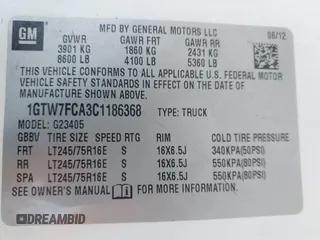 GM
MFD BY GENERAL MOTORS LLC
GVWR GAWR FRT GAWR RR 06/12
3901 KG 1860 KG 2431 KG
8600 LB 4100 LB 5360 LB
THIS VEHICLE CONFORMS TO ALL APPLICABLE U.S. FEDERAL MOTOR
VEHICLE SAFETY STANDARDS IN EFFECT ON THE DATE OF
MANUFACTURE SHOWN ABOVE.
1GTW7FCA3C1186368 TYPE: TRUCK
MODEL: G23405
GBBV TIRE SIZE SPEED RTG RIM COLD TIRE PRESSURE
FRT LT245/75R16E S 16X6.5J 340KPA(50PSI)
RR LT245/75R16E S 16X6.5J 550KPA(80PSI)
SPA LT245/75R16E S 16X6.5J 550KPA(80PSI)
SEE OWNER'S MANUAL FOR MORE INFORMATION.
DREAMBID